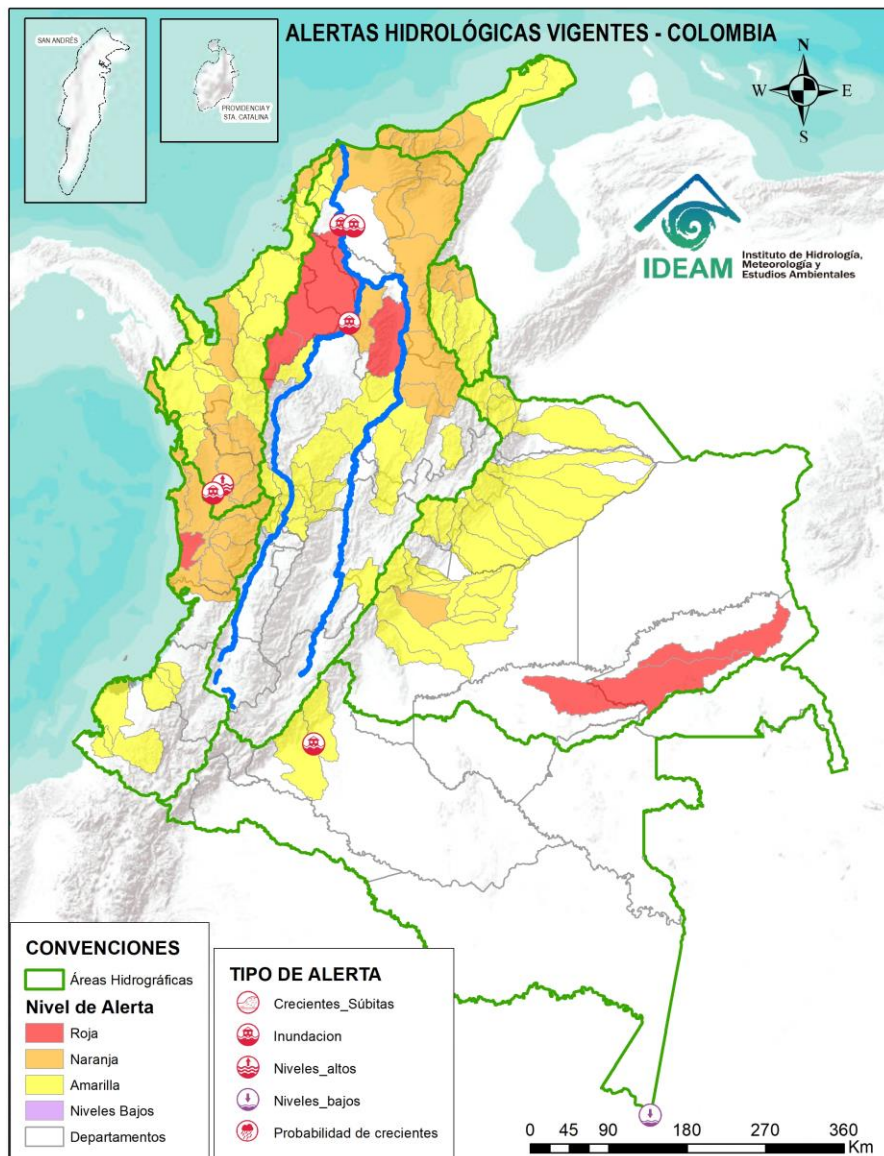 ALERTAS HIDROLÓGICAS VIGENTES - COLOMBIA
SAN ANDRÉS
PROVIDENCIA Y
STA. CATALINA
N
W
E
S
IDEAM
Instituto de Hidrología,
Meteorología y
Estudios Ambientales
CONVENCIONES
Áreas Hidrográficas
Nivel de Alerta
Roja
Naranja
Amarilla
Niveles Bajos
Departamentos
TIPO DE ALERTA
Crecientes_Súbitas
Inundacion
Niveles_altos
Niveles_bajos
Probabilidad de crecientes
0 45 90 180 270 360
Km